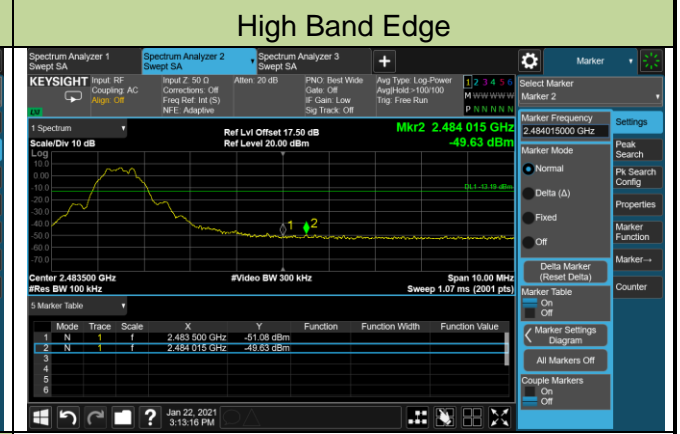 High Band Edge
Spectrum Analyzer 1
Swept SA
Spectrum Analyzer 2
Swept SA
Spectrum Analyzer 3
Swept SA
+
Marker
KEYSIGHT
Input: RF
Coupling: AC
Align: Off
Input Z: 50 Ω
Corrections: Off
Freq Ref: Int (S)
NFE: Adaptive
Atten: 20 dB
PNO: Best Wide
Gate: Off
IF Gain: Low
Sig Track: Off
Avg Type: Log-Power
Avg|Hold:>100/100
Trig: Free Run
1 2 3 4 5 6
M W W W W W
P N N N N N
Select Marker
Marker 2
1 Spectrum
Scale/Div 10 dB
Ref Lvl Offset 17.50 dB
Ref Level 20.00 dBm
Mkr2 2.484 015 GHz
-49.63 dBm
Log
10.0
0.00
-10.0
-20.0
-30.0
-40.0
-50.0
-60.0
-70.0
DL1 -13.19 dBm
1
2
Center 2.483500 GHz
#Res BW 100 kHz
#Video BW 300 kHz
Span 10.00 MHz
Sweep 1.07 ms (2001 pts)
5 Marker Table
Mode Trace Scale X Y Function Function Width Function Value
1 N 1 f 2.483 500 GHz -51.08 dBm
2 N 1 f 2.484 015 GHz -49.63 dBm
3
4
5
6
Marker Frequency
2.484015000 GHz
Marker Mode
Normal
Delta (Δ)
Fixed
Off
Delta Marker
(Reset Delta)
Marker Table
On
Off
Marker Settings
Diagram
All Markers Off
Couple Markers
On
Off
Settings
Peak
Search
Pk Search
Config
Properties
Marker
Function
Marker→
Counter
?
Jan 22, 2021
3:13:16 PM